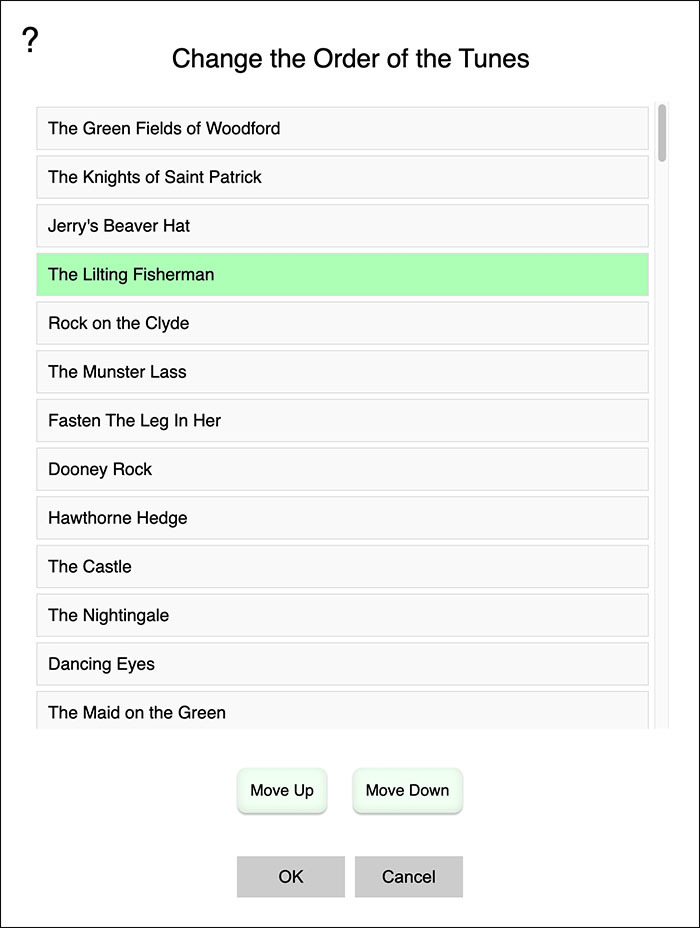 ?
Change the Order of the Tunes
The Green Fields of Woodford
The Knights of Saint Patrick
Jerry's Beaver Hat
The Lilting Fisherman
Rock on the Clyde
The Munster Lass
Fasten The Leg In Her
Dooney Rock
Hawthorne Hedge
The Castle
The Nightingale
Dancing Eyes
The Maid on the Green
Move Up Move Down
OK Cancel